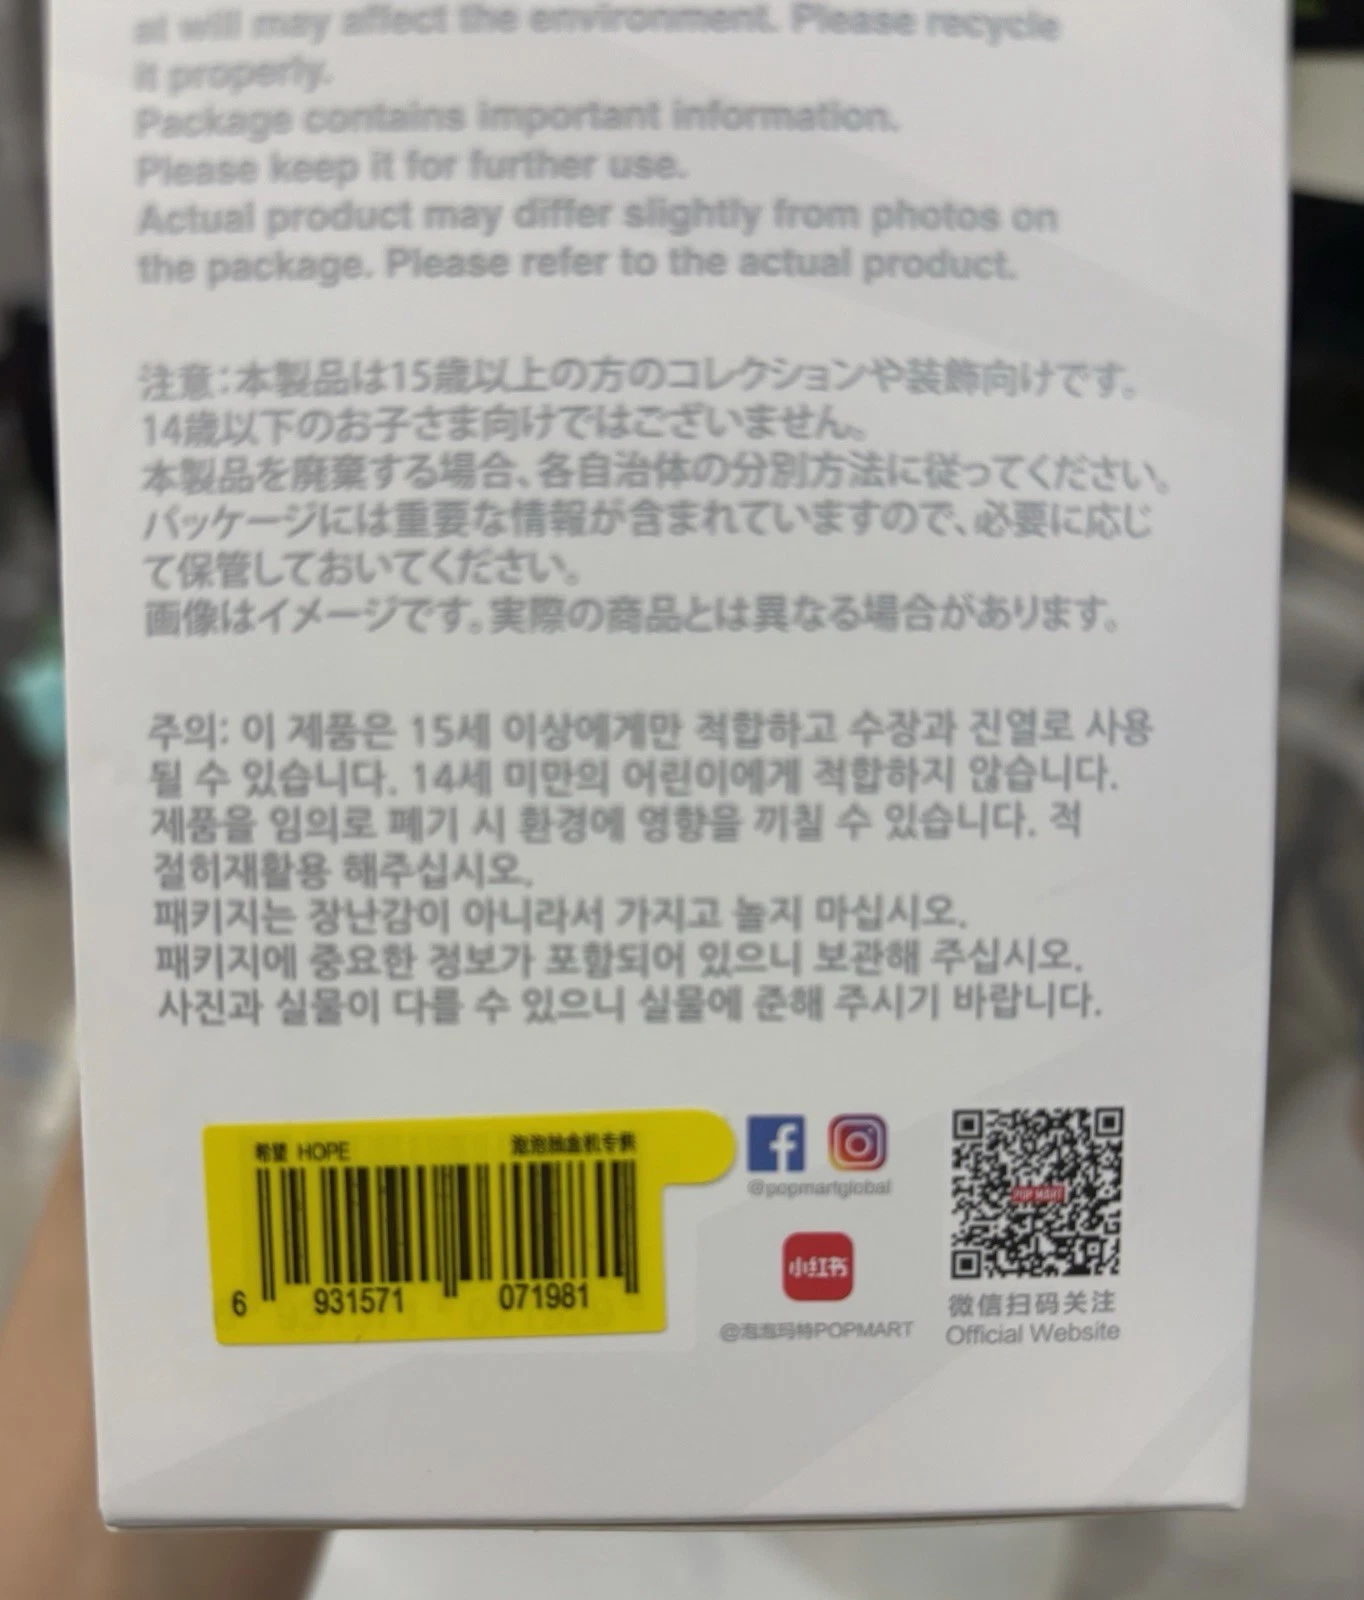 at will may affect the environment. Please recycle
it properly.
Package contains important information.
Please keep it for further use.
Actual product may differ slightly from photos on
the package. Please refer to the actual product.
注意:本製品は15歳以上の方のコレクションや装飾向けです。
14歳以下のお子さま向けではございません。
本製品を廃棄する場合、各自治体の分別方法に従ってください。
パッケージには重要な情報が含まれていますので、必要に応じ
て保管しておいてください。
画像はイメージです。実際の商品とは異なる場合があります。
주의: 이 제품은 15세 이상에게만 적합하고 수장과 진열로 사용
될 수 있습니다. 14세 미만의 어린이에게 적합하지 않습니다.
제품을 임의로 폐기 시 환경에 영향을 끼칠 수 있습니다. 적
절히재활용 해주십시오.
패키지는 장난감이 아니라서 가지고 놀지 마십시오.
패키지에 중요한 정보가 포함되어 있으니 보관해 주십시오.
사진과 실물이 다를 수 있으니 실물에 준해 주시기 바랍니다.
希望 HOPE 泡泡抽盒机专供
6 931571 071981
@popmartglobal
小红书
@泡泡玛特POPMART
POP MART
微信扫码关注
Official Website